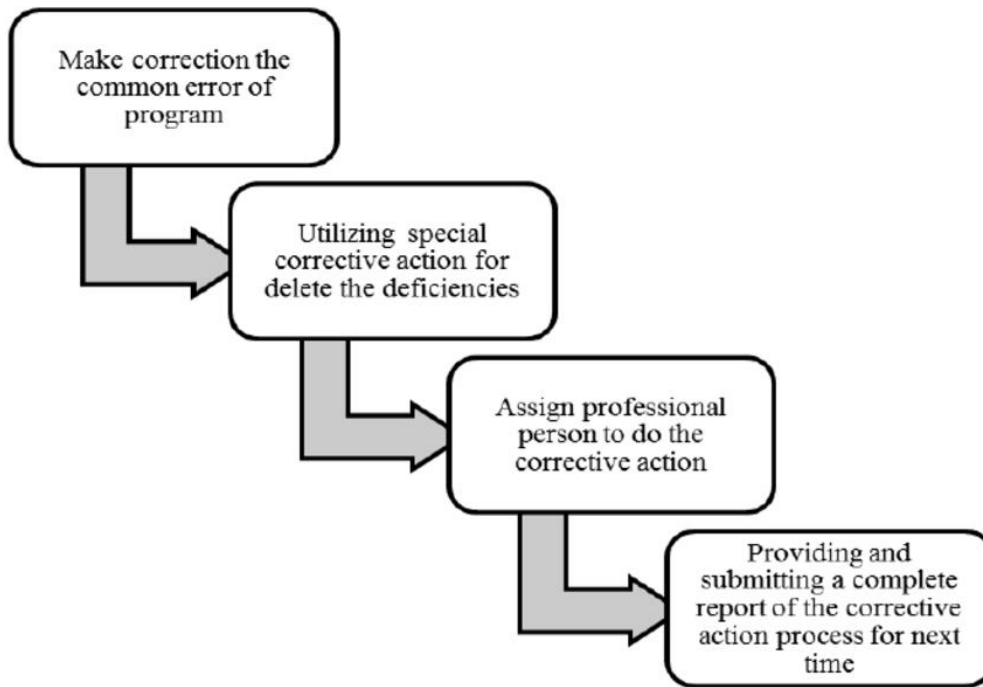 Make correction the
common error of
program
Utilizing special
corrective action for
delete the deficiencies
Assign professional
person to do the
corrective action
Providing and
submitting a complete
report of the corrective
action process for next
time